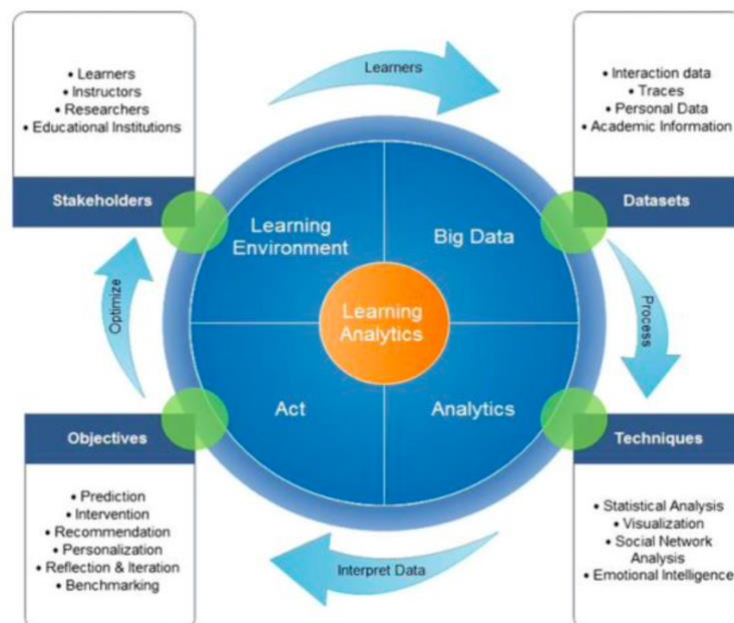 • Learners
• Instructors
• Researchers
• Educational Institutions
Stakeholders
Learners
• Interaction data
• Traces
• Personal Data
• Academic Information
Datasets
Learning
Environment
Big Data
Learning
Analytics
Optimize
Process
Act
Analytics
Objectives
• Prediction
• Intervention
• Recommendation
• Personalization
• Reflection & Iteration
• Benchmarking
Techniques
• Statistical Analysis
• Visualization
• Social Network
Analysis
• Emotional Intelligence
Interpret Data